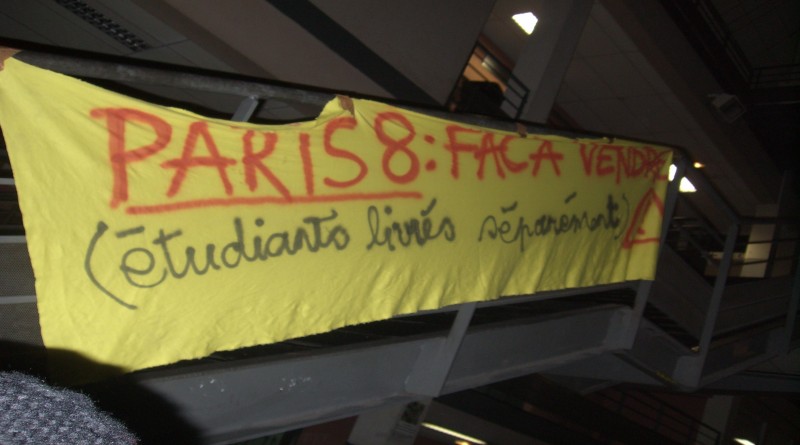 PARIS 8: FAC A VENDRE
(étudiants livrés séparément)